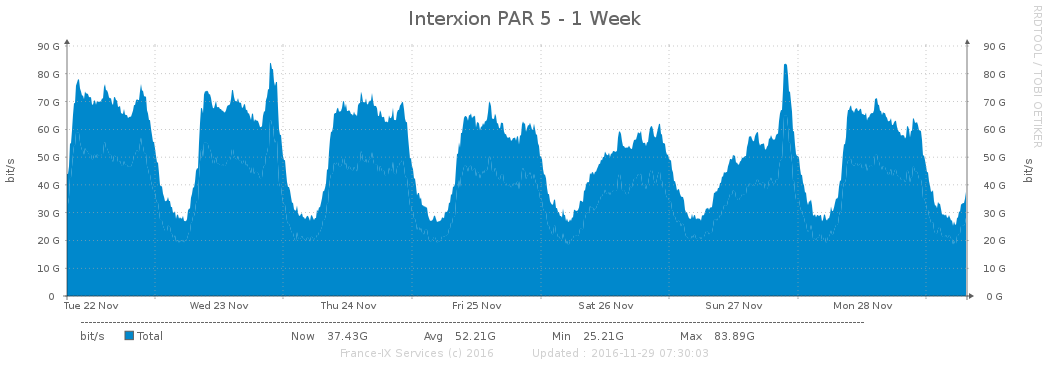 Interxion PAR 5 - 1 Week
RRDTOOL / TOBI OETIKER
bit/s
90 G
80 G
70 G
60 G
50 G
40 G
30 G
20 G
10 G
0
90 G
80 G
70 G
60 G
50 G
40 G
30 G
20 G
10 G
0 G
bit/s
Tue 22 Nov Wed 23 Nov Thu 24 Nov Fri 25 Nov Sat 26 Nov Sun 27 Nov Mon 28 Nov
bit/s Total Now 37.43G Avg 52.21G Min 25.21G Max 83.89G
France-IX Services (c) 2016 Updated : 2016-11-29 07:30:03